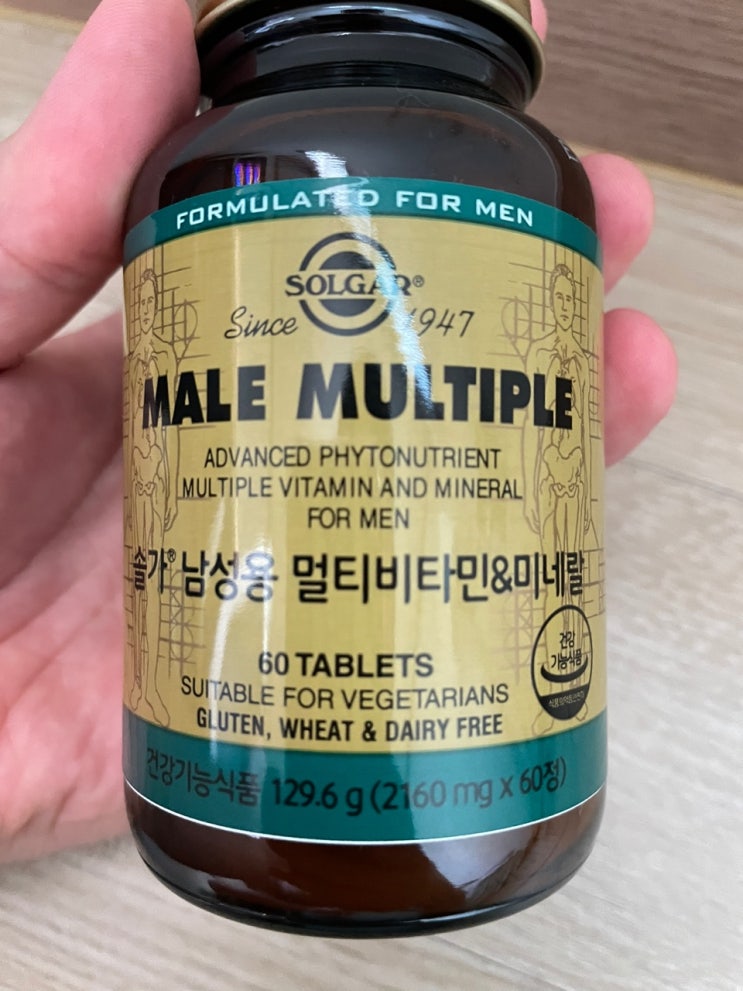 FORMULATED FOR MEN
SOLGAR®
Since 1947
MALE MULTIPLE
ADVANCED PHYTONUTRIENT
MULTIPLE VITAMIN AND MINERAL
FOR MEN
솔가® 남성용 멀티비타민&미네랄
건강
기능식품
60 TABLETS
SUITABLE FOR VEGETARIANS
GLUTEN, WHEAT & DAIRY FREE
건강기능식품 129.6 g (2160 mg x 60정)